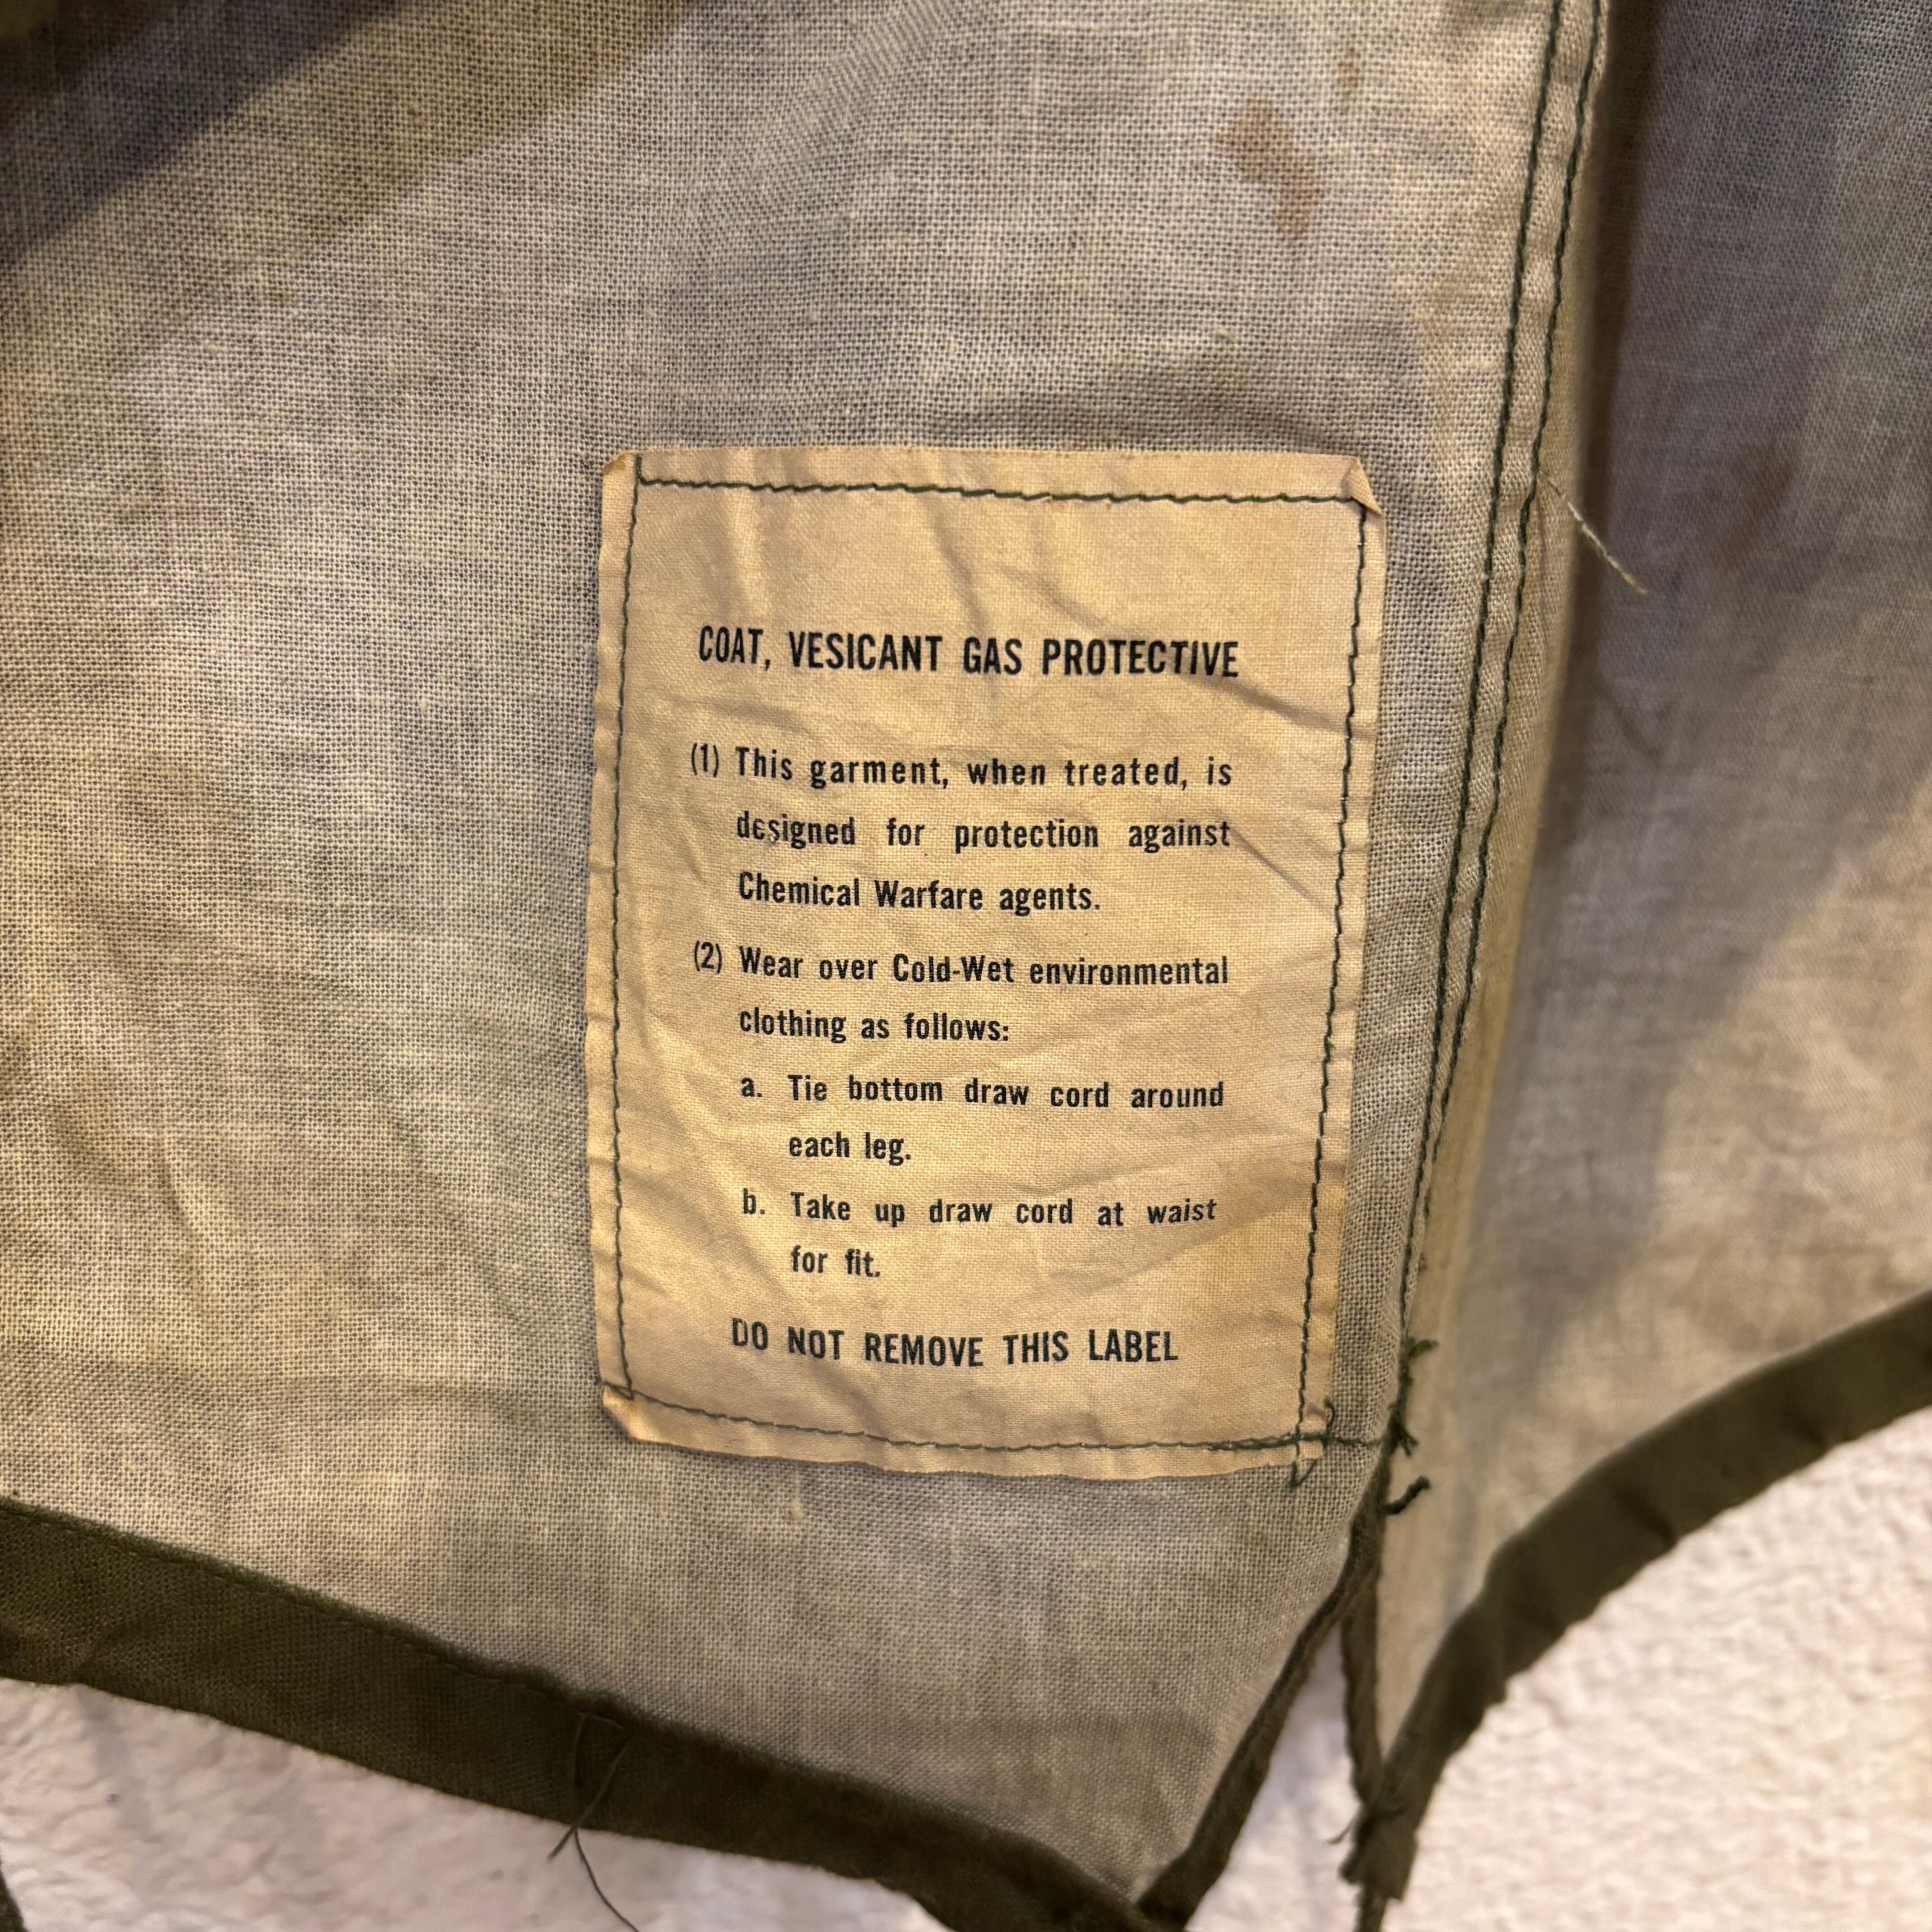 COAT, VESICANT GAS PROTECTIVE
(1) This garment, when treated, is
designed for protection against
Chemical Warfare agents.
(2) Wear over Cold-Wet environmental
clothing as follows:
a. Tie bottom draw cord around
each leg.
b. Take up draw cord at waist
for fit.
DO NOT REMOVE THIS LABEL